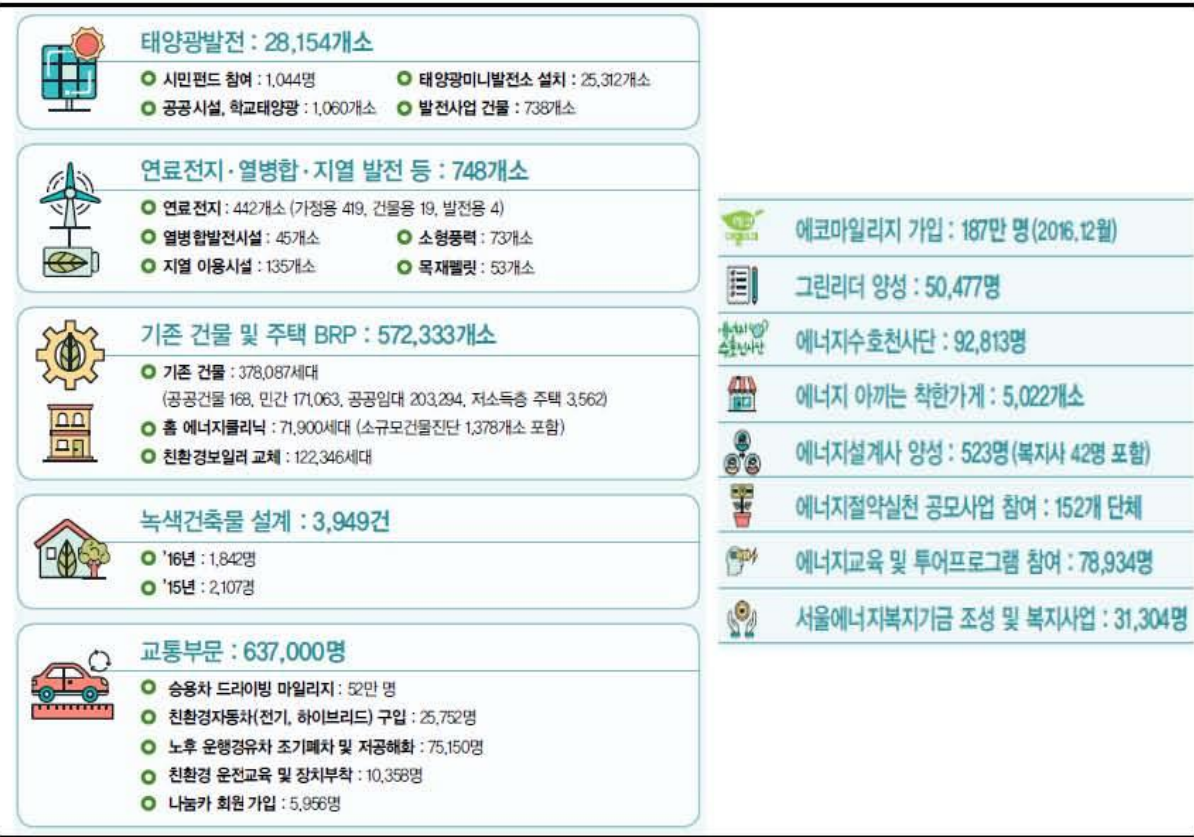 태양광발전 : 28,154개소
시민펀드 참여 : 1,044명
태양광미니발전소 설치 : 25,312개소
공공시설, 학교태양광 : 1,060개소
발전사업 건물 : 738개소
연료전지·열병합·지열 발전 등 : 748개소
연료전지 : 442개소 (가정용 419, 건물용 19, 발전용 4)
열병합발전시설 : 45개소
소형풍력 : 73개소
지열 이용시설 : 135개소
목재펠릿 : 53개소
기존 건물 및 주택 BRP : 572,333개소
기존 건물 : 378,087세대
(공공건물 168, 민간 171,063, 공공임대 203,294, 저소득층 주택 3,562)
홈 에너지클리닉 : 71,900세대 (소규모건물진단 1,378개소 포함)
친환경보일러 교체 : 122,346세대
녹색건축물 설계 : 3,949건
'16년 : 1,842명
'15년 : 2,107명
교통부문 : 637,000명
승용차 드라이빙 마일리지 : 52만 명
친환경자동차(전기, 하이브리드) 구입 : 25,752명
노후 운행경유차 조기폐차 및 저공해화 : 75,150명
친환경 운전교육 및 장치부착 : 10,358명
나눔카 회원 가입 : 5,956명
에코마일리지 가입 : 187만 명(2016.12월)
그린리더 양성 : 50,477명
에너지수호천사단 : 92,813명
에너지 아끼는 착한가게 : 5,022개소
에너지설계사 양성 : 523명(복지사 42명 포함)
에너지절약실천 공모사업 참여 : 152개 단체
에너지교육 및 투어프로그램 참여 : 78,934명
서울에너지복지기금 조성 및 복지사업 : 31,304명